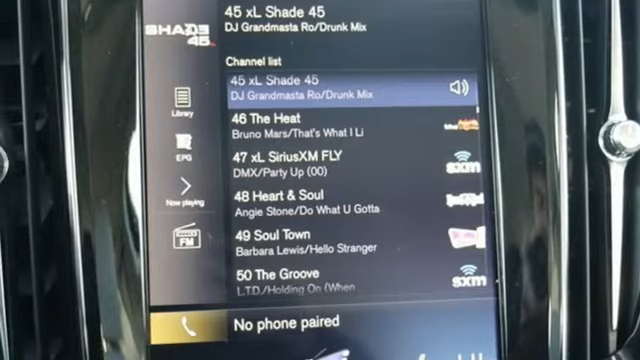 45 xL Shade 45
DJ Grandmasta Ro/Drunk Mix
SHADE
45
Channel list
45 xL Shade 45
DJ Grandmasta Ro/Drunk Mix
Library
46 The Heat
Bruno Mars/That's What I Li
EPG
47 xL SiriusXM FLY
DMX/Party Up (00)
sxm
Now playing
48 Heart & Soul
Angie Stone/Do What U Gotta
FM
49 Soul Town
Barbara Lewis/Hello Stranger
50 The Groove
L.T.D./Holding On (When
sxm
No phone paired